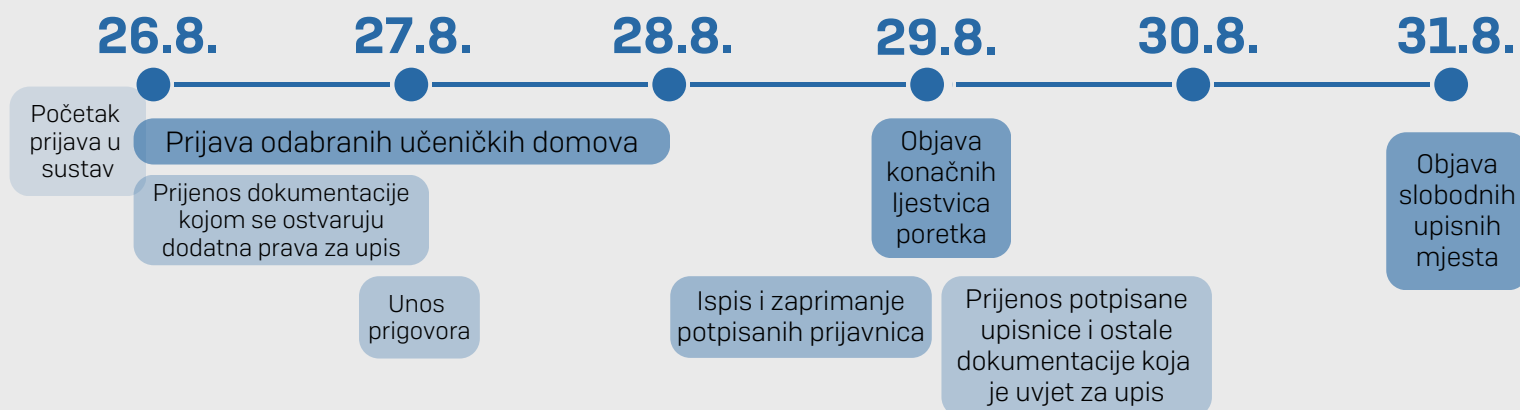 26.8.
27.8.
28.8.
29.8.
30.8.
31.8.
Početak
prijava u
sustav
Prijava odabranih učeničkih domova
Prijenos dokumentacije
kojom se ostvaruju
dodatna prava za upis
Unos
prigovora
Objava
konačnih
ljestvica
poretka
Ispis i zaprimanje
potpisanih prijavnica
Prijenos potpisane
upisnice i ostale
dokumentacije koja
je uvjet za upis
Objava
slobodnih
upisnih
mjesta